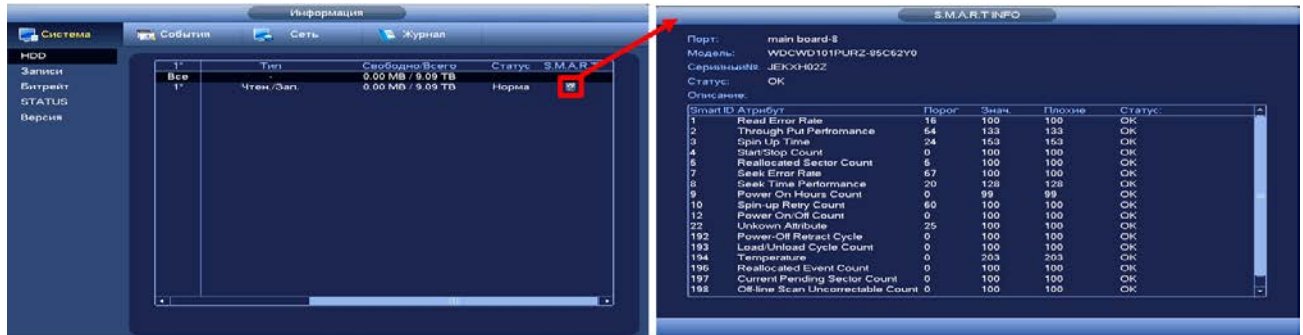 Информация
Система События Сеть Журнал
HDD
Записи
Битрейт
STATUS
Версия
1* Тип Свободно/Всего Статус S.M.A.R.T
Все - 0.00 MB / 9.09 TB
1* Чтен./Зап. 0.00 MB / 9.09 TB Норма
S.M.A.R.T INFO
Порт: main board-8
Модель: WDCWD101PURZ-85C62Y0
Серийный№ JEKXH02Z
Статус: OK
Описание:
Smart ID Атрибут Порог Знач. Плохие Статус:
1 Read Error Rate 16 100 100 OK
2 Through Put Perfromance 54 133 133 OK
3 Spin Up Time 24 153 153 OK
4 Start/Stop Count 0 100 100 OK
5 Reallocated Sector Count 5 100 100 OK
7 Seek Error Rate 67 100 100 OK
8 Seek Time Performance 20 128 128 OK
9 Power On Hours Count 0 99 99 OK
10 Spin-up Retry Count 60 100 100 OK
12 Power On/Off Count 0 100 100 OK
22 Unkown Attribute 25 100 100 OK
192 Power-Off Retract Cycle 0 100 100 OK
193 Load/Unload Cycle Count 0 100 100 OK
194 Temperature 0 203 203 OK
196 Reallocated Event Count 0 100 100 OK
197 Current Pending Sector Count 0 100 100 OK
198 Off-line Scan Uncorrectable Count 0 100 100 OK